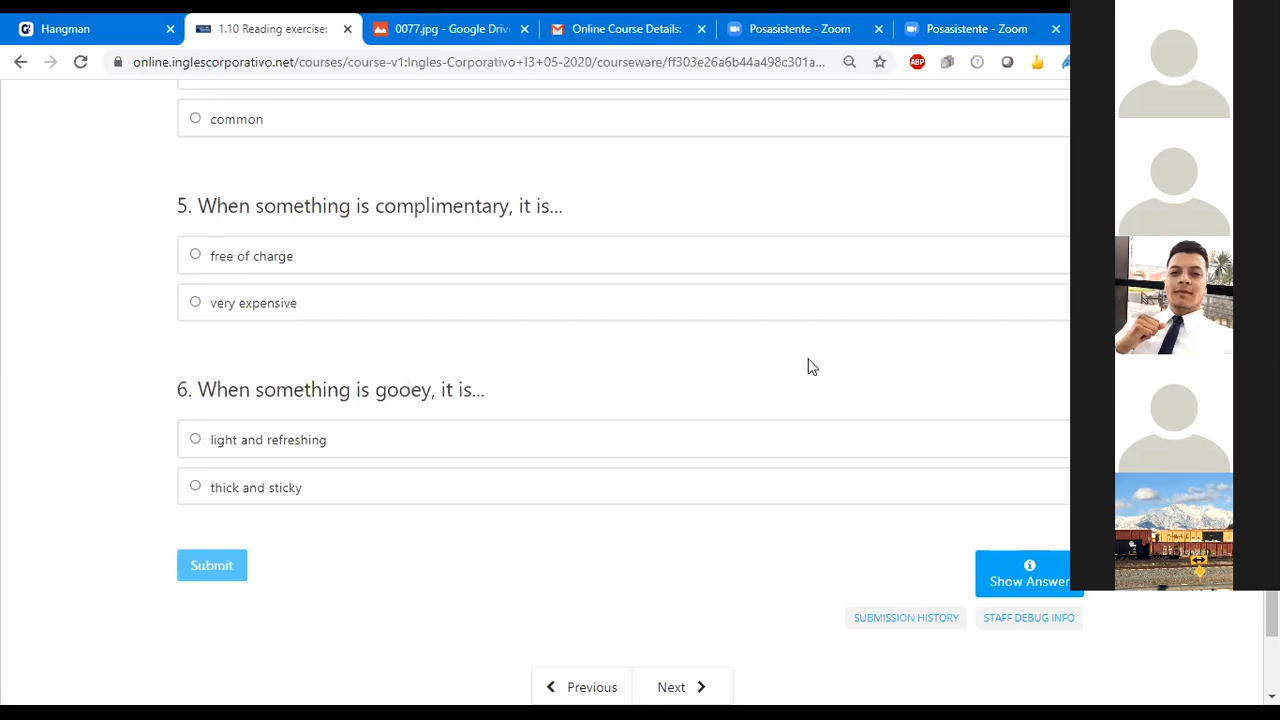 Hangman
1.10 Reading exercise:
0077.jpg - Google Driv
Online Course Details:
Posasistente - Zoom
Posasistente - Zoom
online.inglescorporativo.net/courses/course-v1:Ingles-Corporativo+I3+05-2020/courseware/ff303e26a6b44a498c301a...
ABP
common
5. When something is complimentary, it is...
free of charge
very expensive
6. When something is gooey, it is...
light and refreshing
thick and sticky
Submit
Show Answer
SUBMISSION HISTORY
STAFF DEBUG INFO
Previous
Next